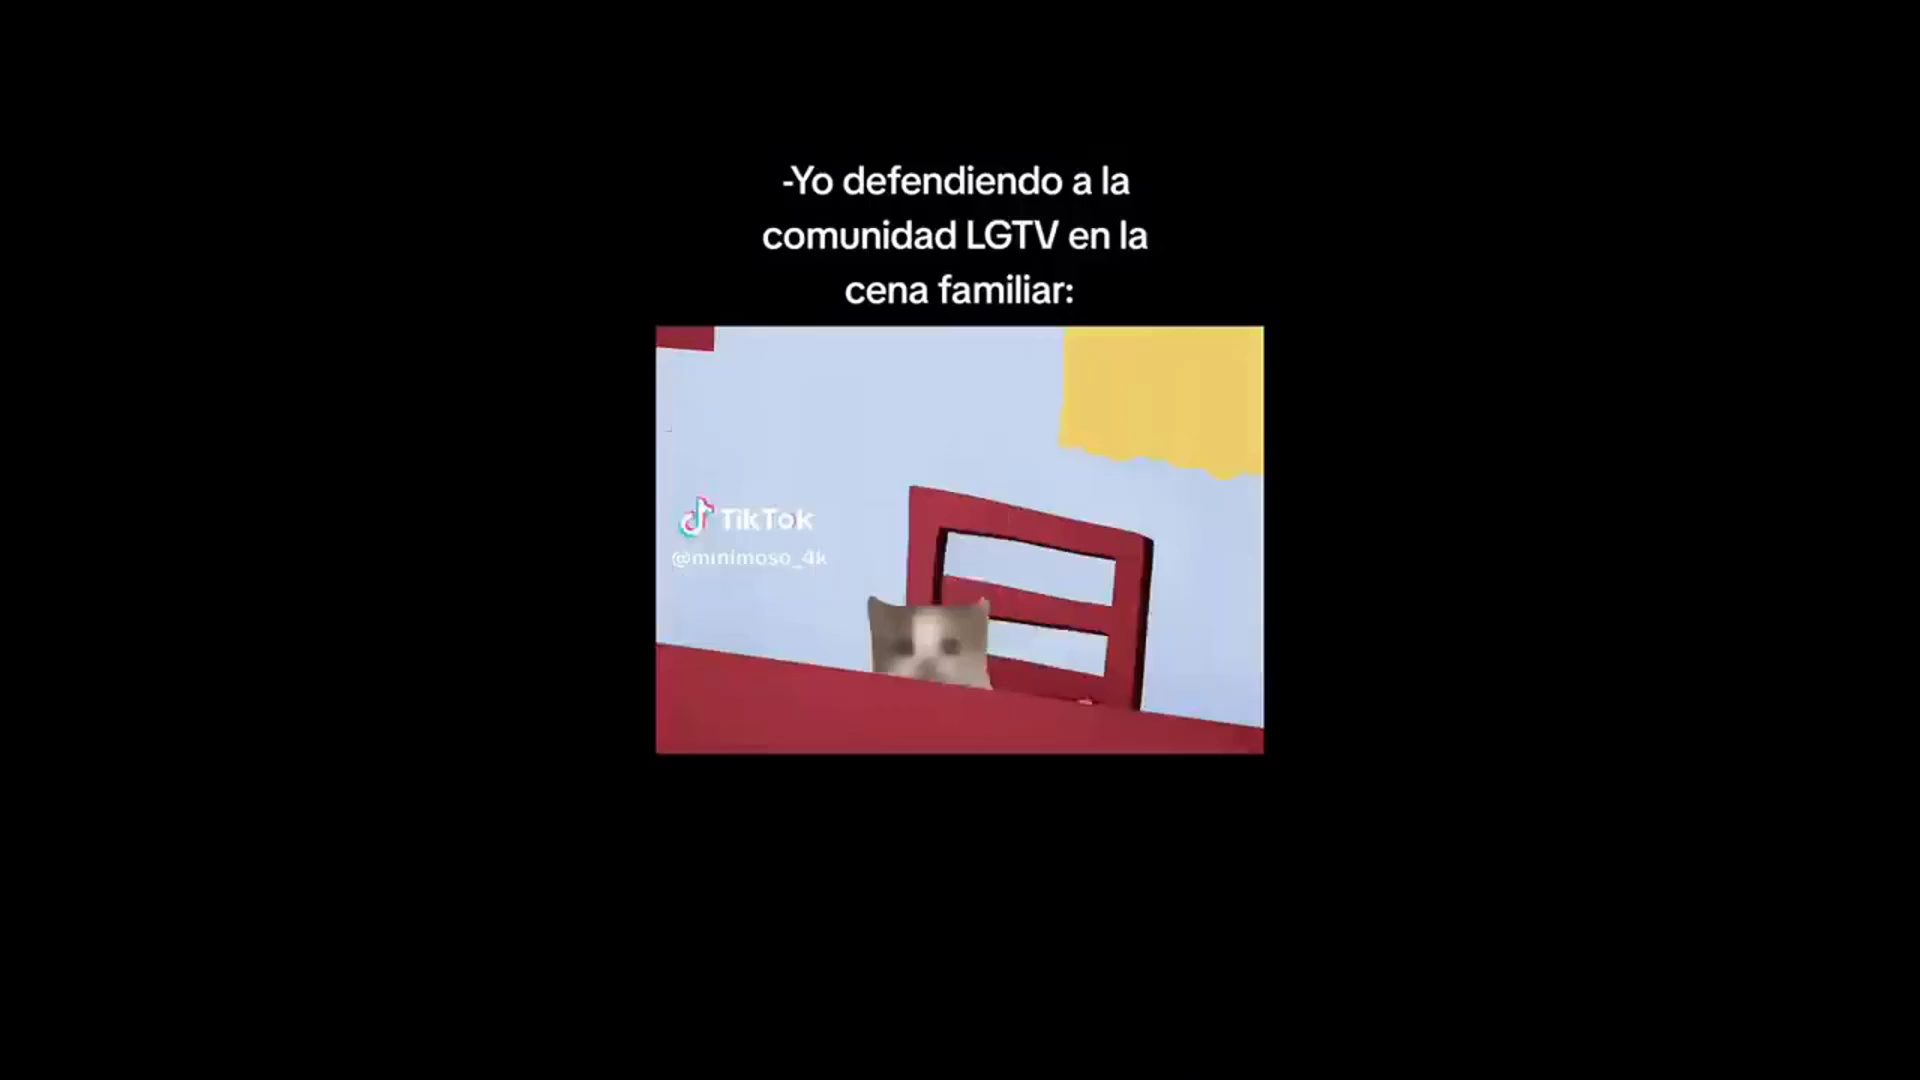 -Yo defendiendo a la
comunidad LGTV en la
cena familiar:
TikTok
@minimoso_4k